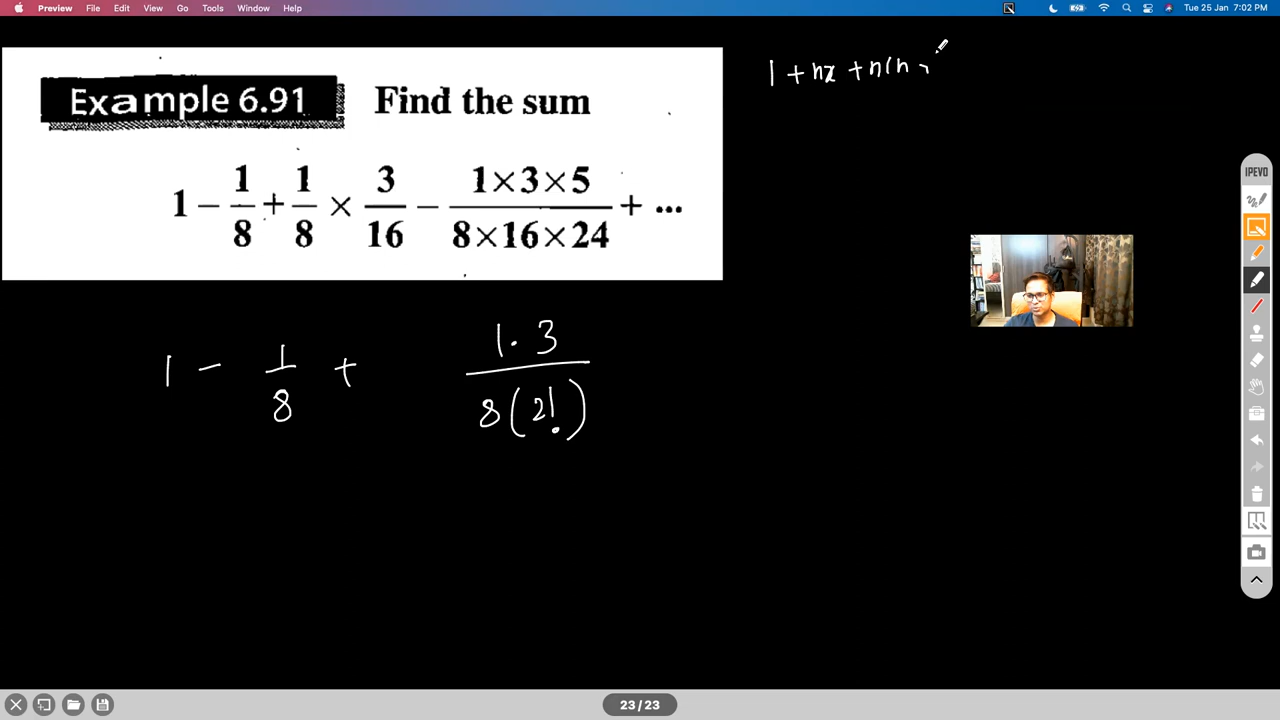 Preview File Edit View Go Tools Window Help Tue 25 Jan 7:02 PM
1 + nx + n(n -
IPEVO
Example 6.91 Find the sum
1 - 1/8 + 1/8 × 3/16 - 1×3×5/8×16×24 + ...
1 - 1/8 + 1·3/8(2!)
23/23